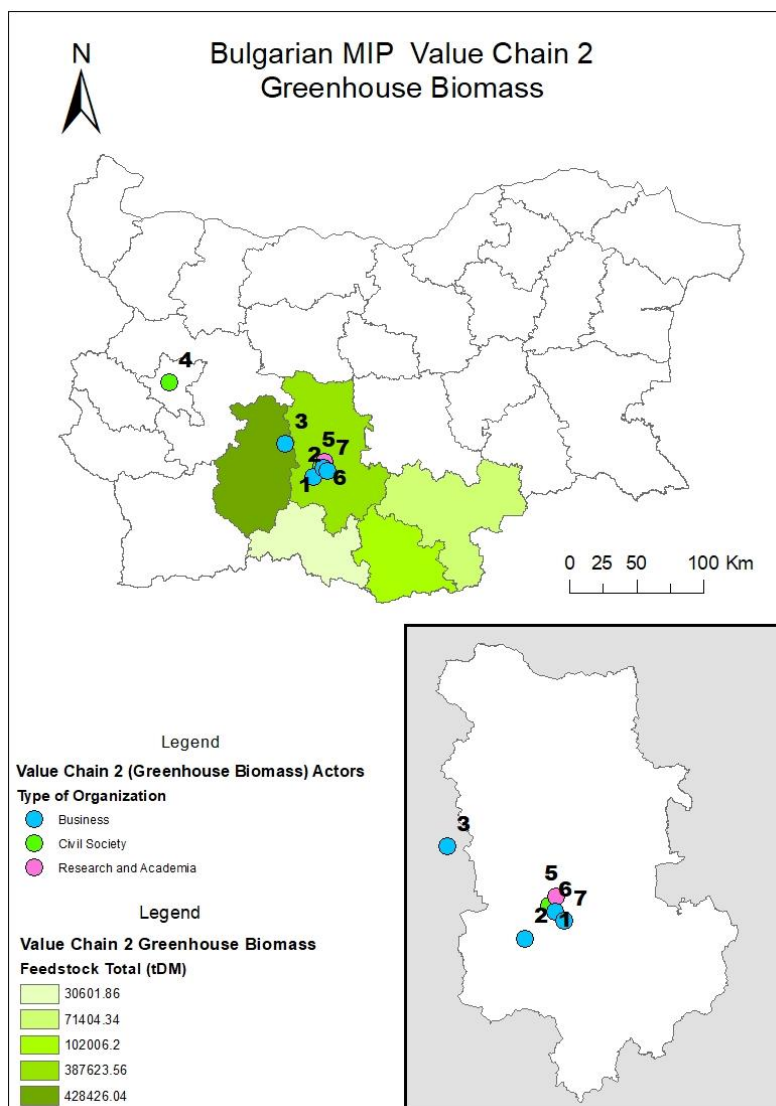 Bulgarian MIP Value Chain 2
Greenhouse Biomass
N
4
3
5
2 7
1 6
0 25 50 100 Km
Legend
Value Chain 2 (Greenhouse Biomass) Actors
Type of Organization
Business
Civil Society
Research and Academia
Legend
Value Chain 2 Greenhouse Biomass
Feedstock Total (tDM)
30601.86
71404.34
102006.2
387623.56
428426.04
3
5
6
7
2 1